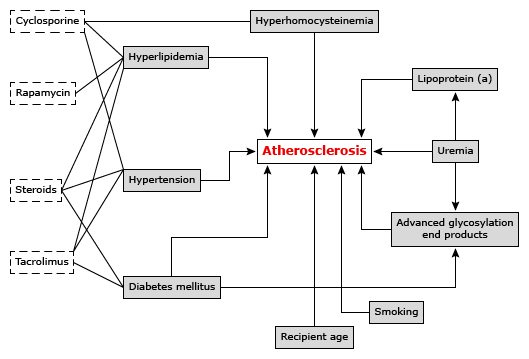 Cyclosporine
Hyperhomocysteinemia
Hyperlipidemia
Lipoprotein (a)
Rapamycin
Atherosclerosis
Uremia
Hypertension
Steroids
Advanced glycosylation
end products
Tacrolimus
Diabetes mellitus
Smoking
Recipient age